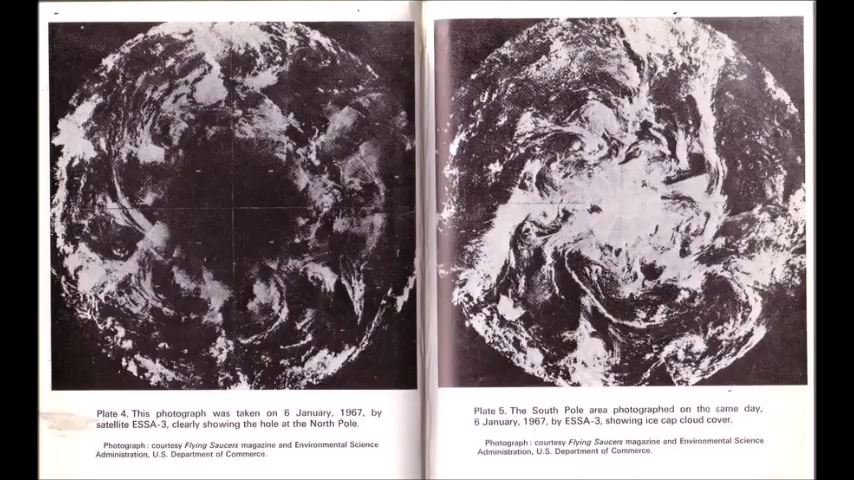 Plate 4. This photograph was taken on 6 January, 1967, by
satellite ESSA-3, clearly showing the hole at the North Pole.
Photograph: courtesy Flying Saucers magazine and Environmental Science
Administration, U.S. Department of Commerce.
Plate 5. The South Pole area photographed on the same day,
6 January, 1967, by ESSA-3, showing ice cap cloud cover.
Photograph: courtesy Flying Saucers magazine and Environmental Science
Administration, U.S. Department of Commerce.